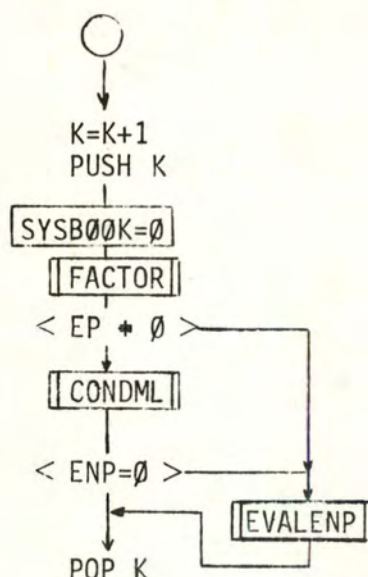 K=K+1
PUSH K
SYSBØØK=Ø
FACTOR
< EP ≠ Ø >
CONDML
< ENP=Ø >
EVALENP
POP K